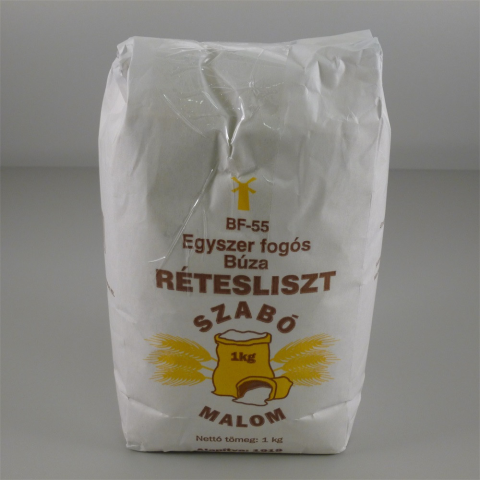 BF-55
Egyszer fogós
Búza
RÉTESLISZT
SZABÓ
1kg
MALOM
Nettó tömeg: 1 kg